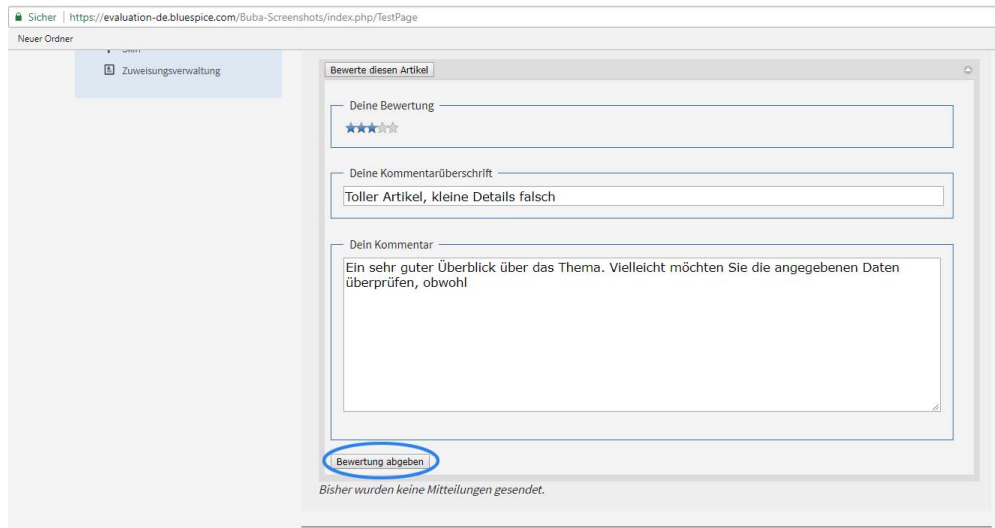 Sicher | https://evaluation-de.bluespice.com/Buba-Screenshots/index.php/TestPage
Neuer Ordner
Skin
Zuweisungsverwaltung
Bewerte diesen Artikel
Deine Bewertung
Deine Kommentarüberschrift
Toller Artikel, kleine Details falsch
Dein Kommentar
Ein sehr guter Überblick über das Thema. Vielleicht möchten Sie die angegebenen Daten
überprüfen, obwohl
Bewertung abgeben
Bisher wurden keine Mitteilungen gesendet.